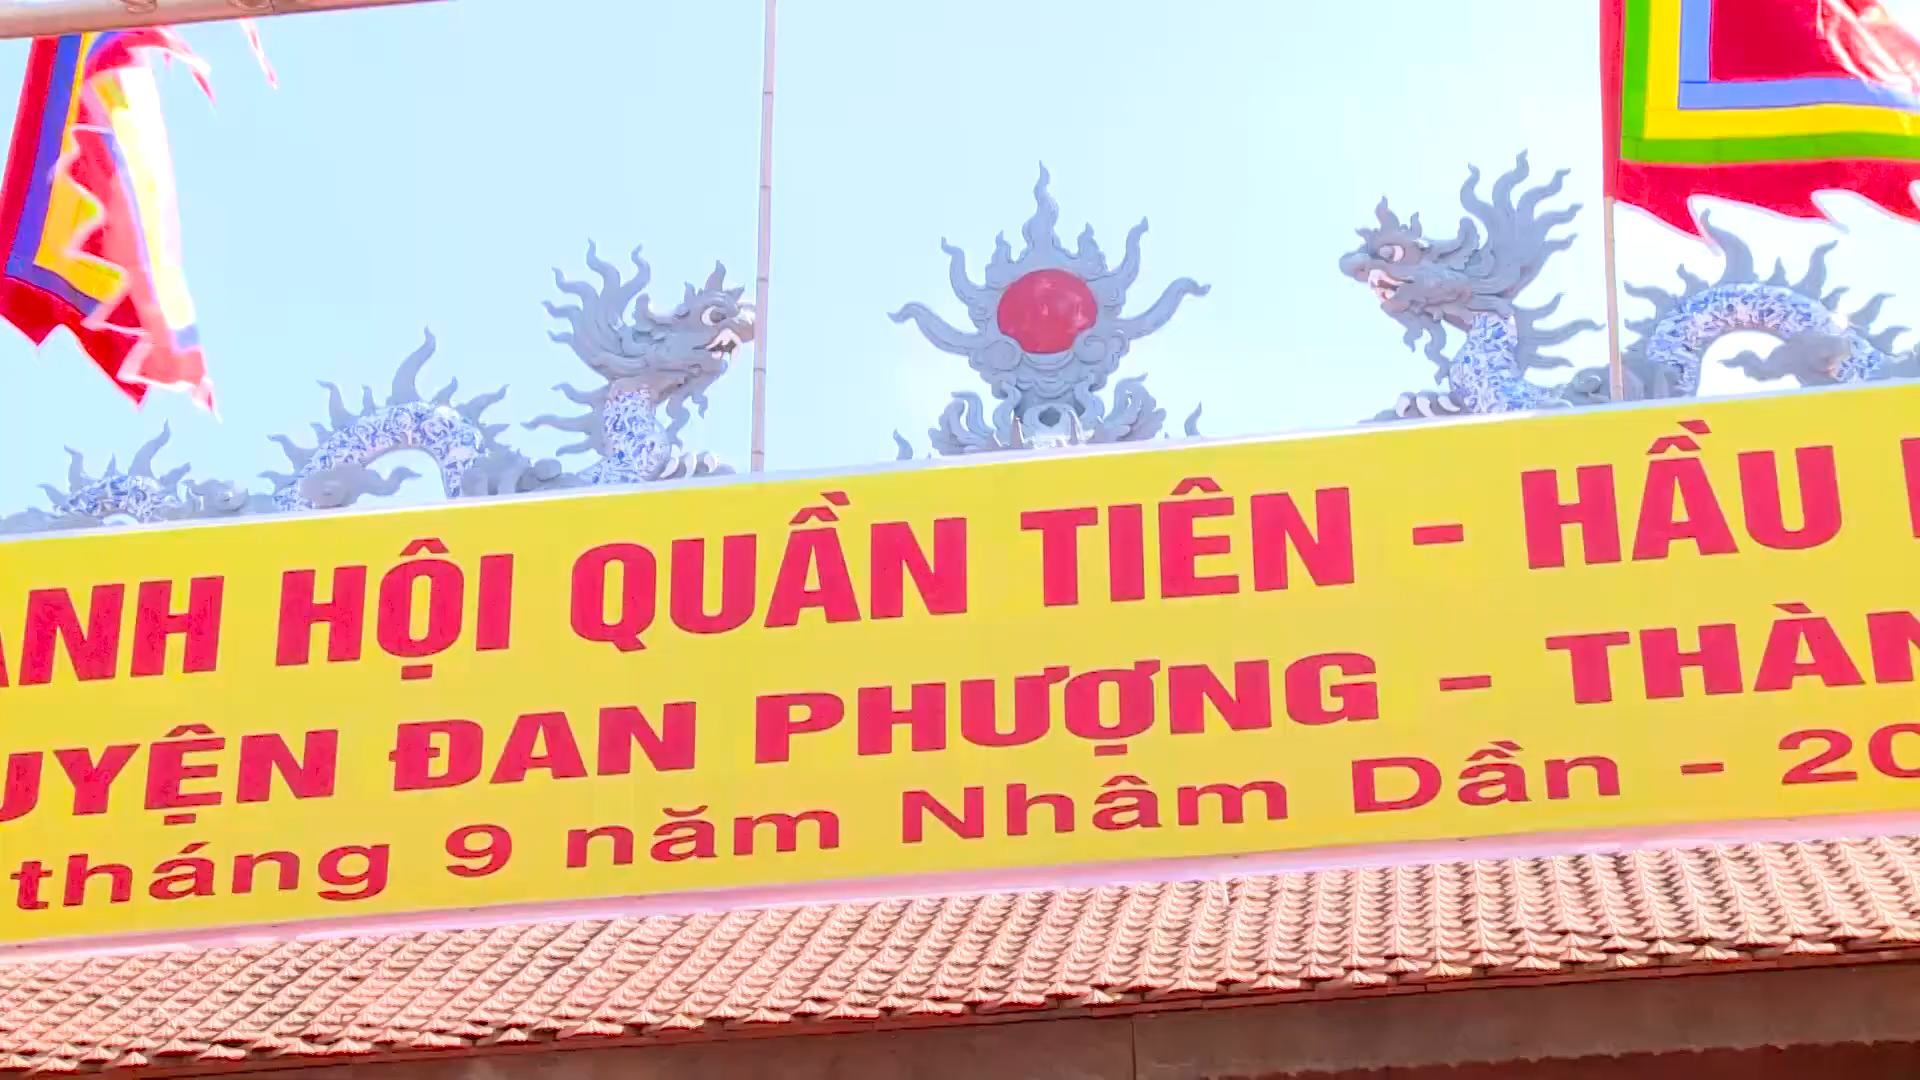 ANH HỘI QUẦN TIÊN - HẦU
UYỆN ĐAN PHƯỢNG - THÀN
tháng 9 năm Nhâm Dần - 20